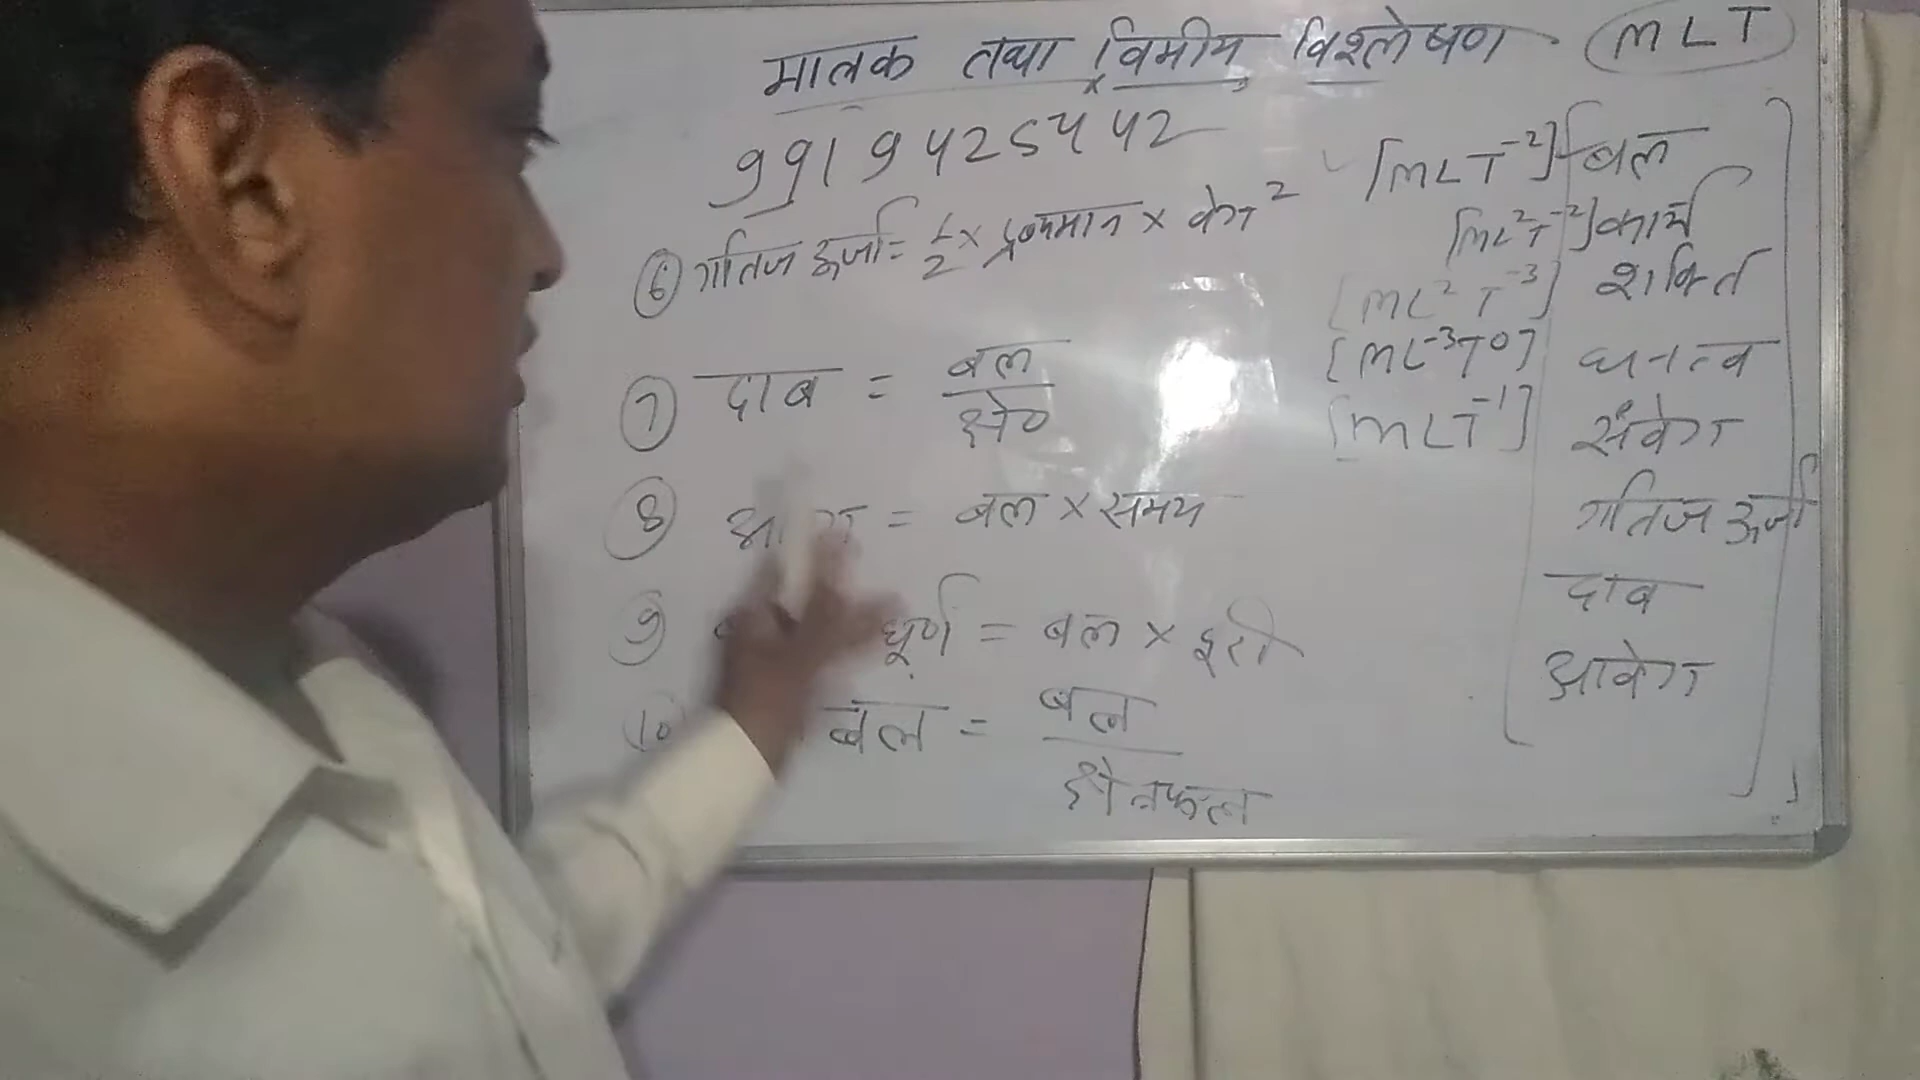 मात्रक तथा विमीय विश्लेषण MLT
9919425442
⑥ गतिज ऊर्जा = 1/2 × द्रव्यमान × वेग²
⑦ दाब = बल / क्षे०
⑧ = बल × समय
⑨ घूर्ण = बल × दूरी
⑩ बल = बल / क्षेत्रफल
[MLT⁻²] बल
[ML²T⁻²] कार्य
[ML²T⁻³] शक्ति
[ML⁻³T⁰] घनत्व
[MLT⁻¹] संवेग
गतिज ऊर्जा
दाब
आवेग